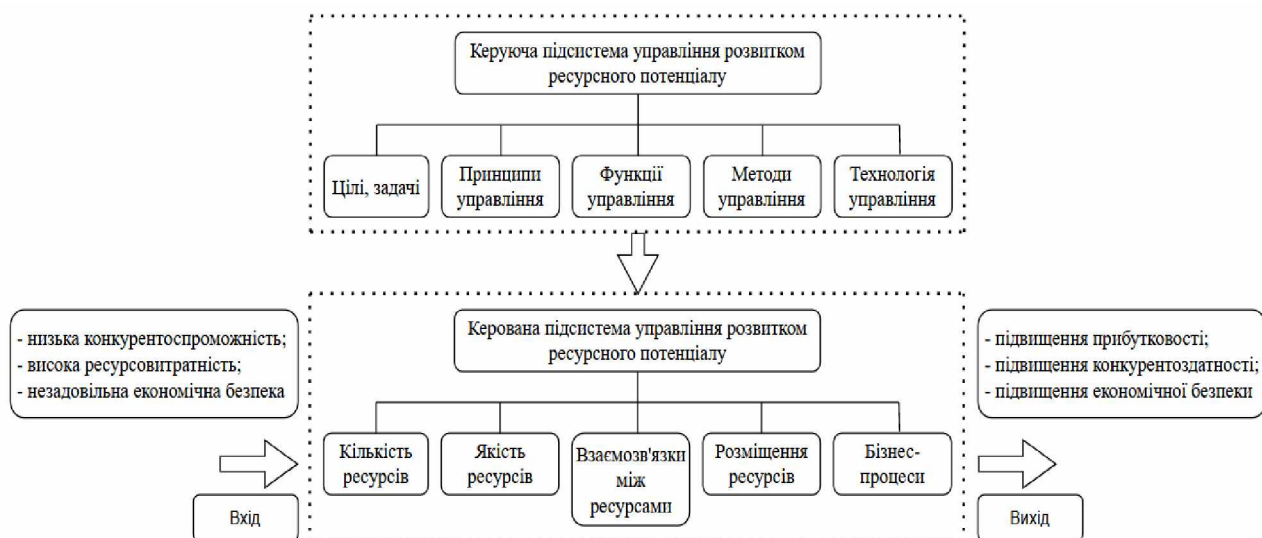 Керуюча підсистема управління розвитком
ресурсного потенціалу
Цілі, задачі
Принципи
управління
Функції
управління
Методи
управління
Технологія
управління
- низька конкурентоспроможність;
- висока ресурсовитратність;
- незадовільна економічна безпека
Вхід
Керована підсистема управління розвитком
ресурсного потенціалу
Кількість
ресурсів
Якість
ресурсів
Взаємозв'язки
між
ресурсами
Розміщення
ресурсів
Бізнес-
процеси
- підвищення прибутковості;
- підвищення конкурентоздатності;
- підвищення економічної безпеки
Вихід